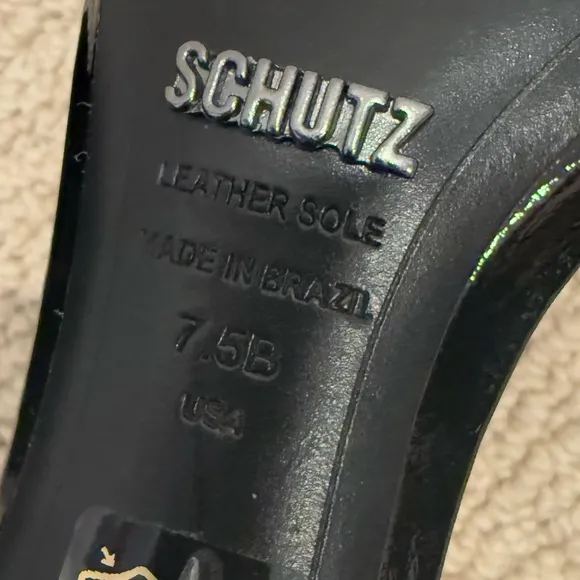 SCHUTZ
LEATHER SOLE
MADE IN BRAZIL
7.5B
USA